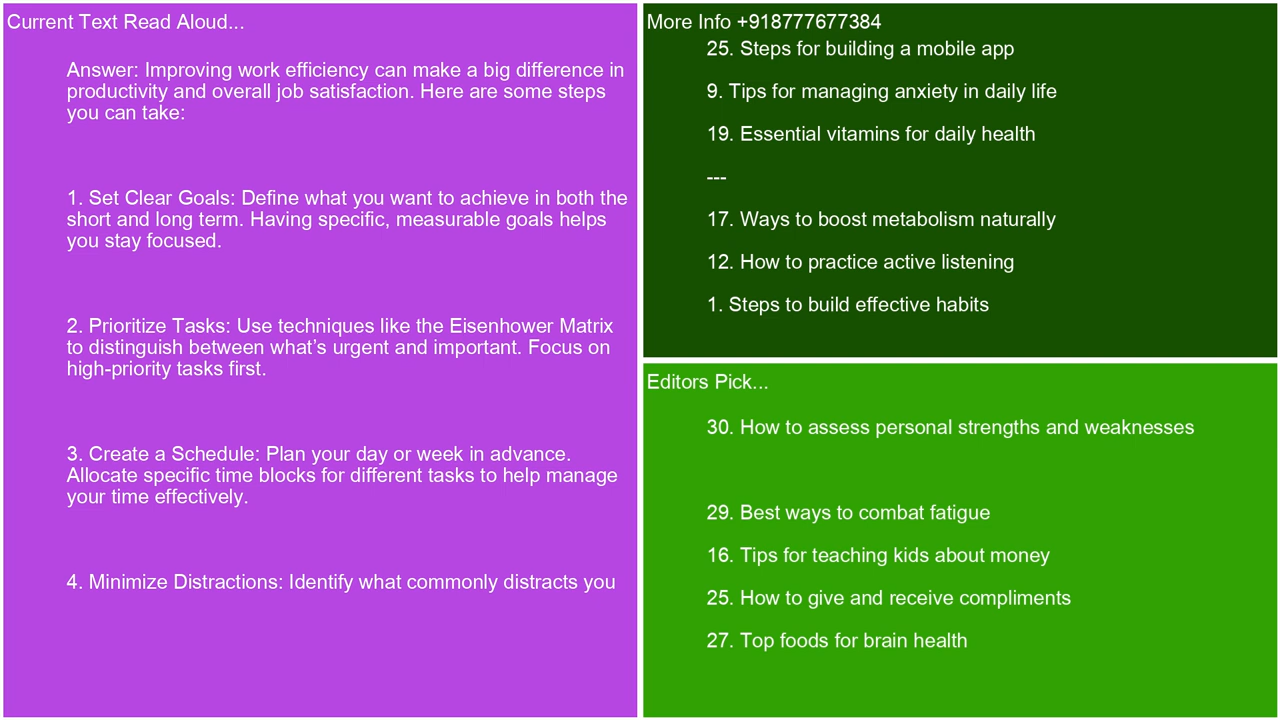 Current Text Read Aloud...
Answer: Improving work efficiency can make a big difference in
productivity and overall job satisfaction. Here are some steps
you can take:
1. Set Clear Goals: Define what you want to achieve in both the
short and long term. Having specific, measurable goals helps
you stay focused.
2. Prioritize Tasks: Use techniques like the Eisenhower Matrix
to distinguish between what’s urgent and important. Focus on
high-priority tasks first.
3. Create a Schedule: Plan your day or week in advance.
Allocate specific time blocks for different tasks to help manage
your time effectively.
4. Minimize Distractions: Identify what commonly distracts you
More Info +918777677384
25. Steps for building a mobile app
9. Tips for managing anxiety in daily life
19. Essential vitamins for daily health
---
17. Ways to boost metabolism naturally
12. How to practice active listening
1. Steps to build effective habits
Editors Pick...
30. How to assess personal strengths and weaknesses
29. Best ways to combat fatigue
16. Tips for teaching kids about money
25. How to give and receive compliments
27. Top foods for brain health